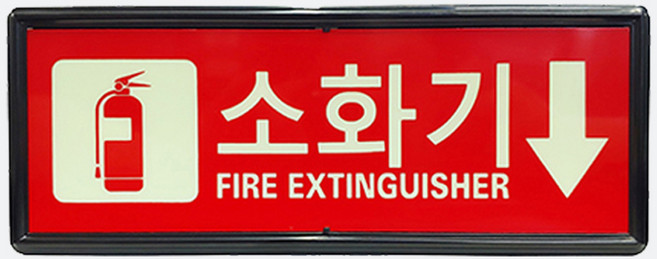 소화기
FIRE EXTINGUISHER